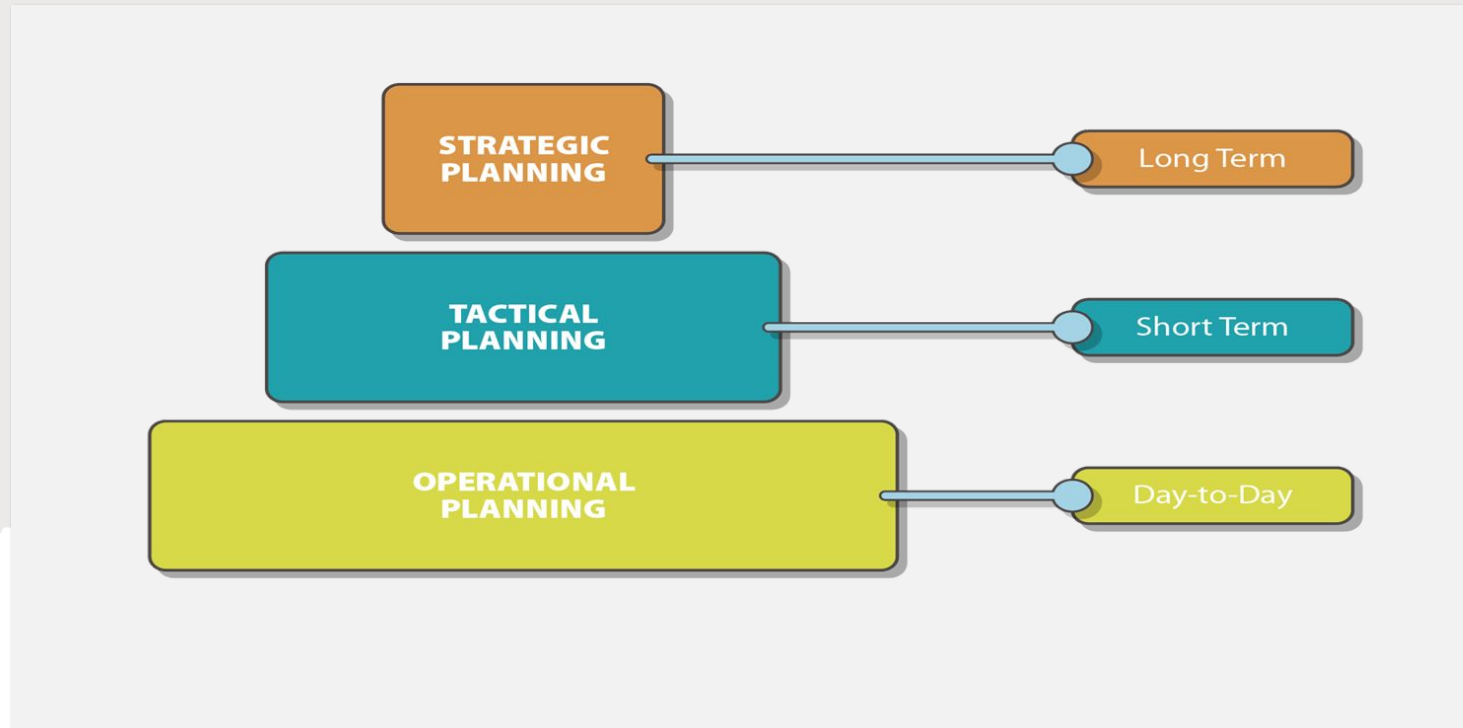 STRATEGIC
PLANNING
Long Term
TACTICAL
PLANNING
Short Term
OPERATIONAL
PLANNING
Day-to-Day